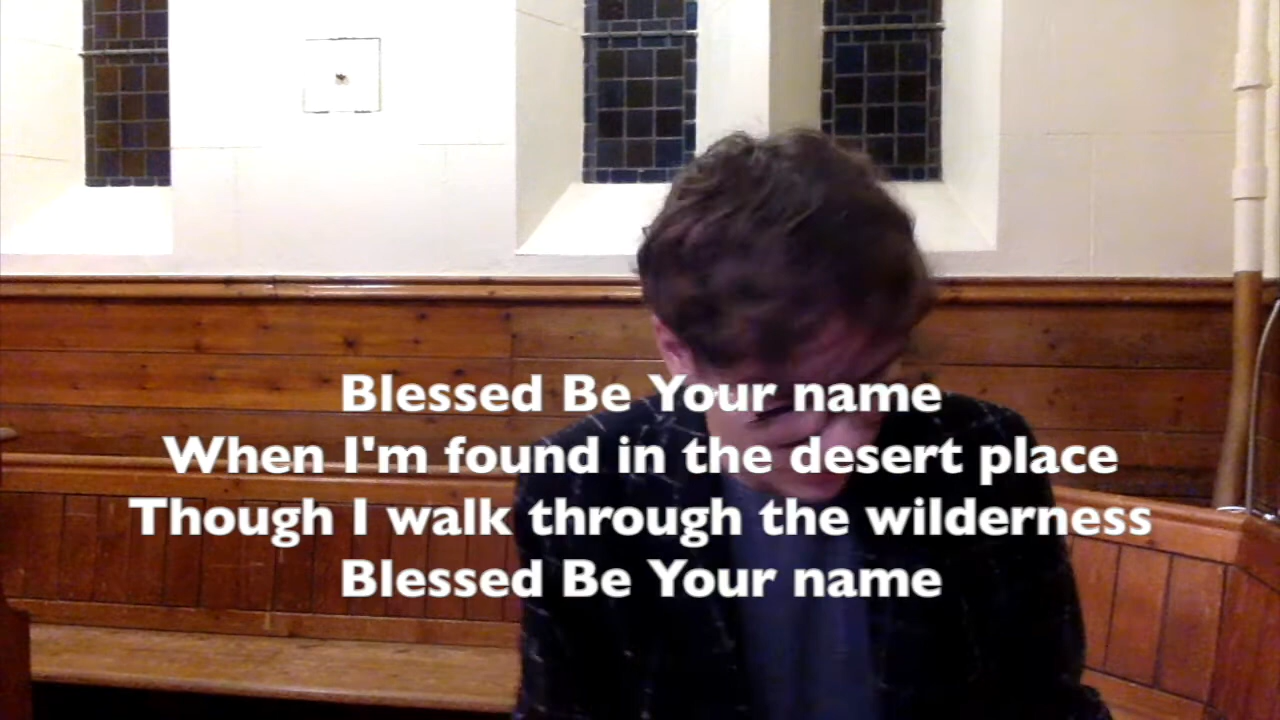 Blessed Be Your name
When I'm found in the desert place
Though I walk through the wilderness
Blessed Be Your name